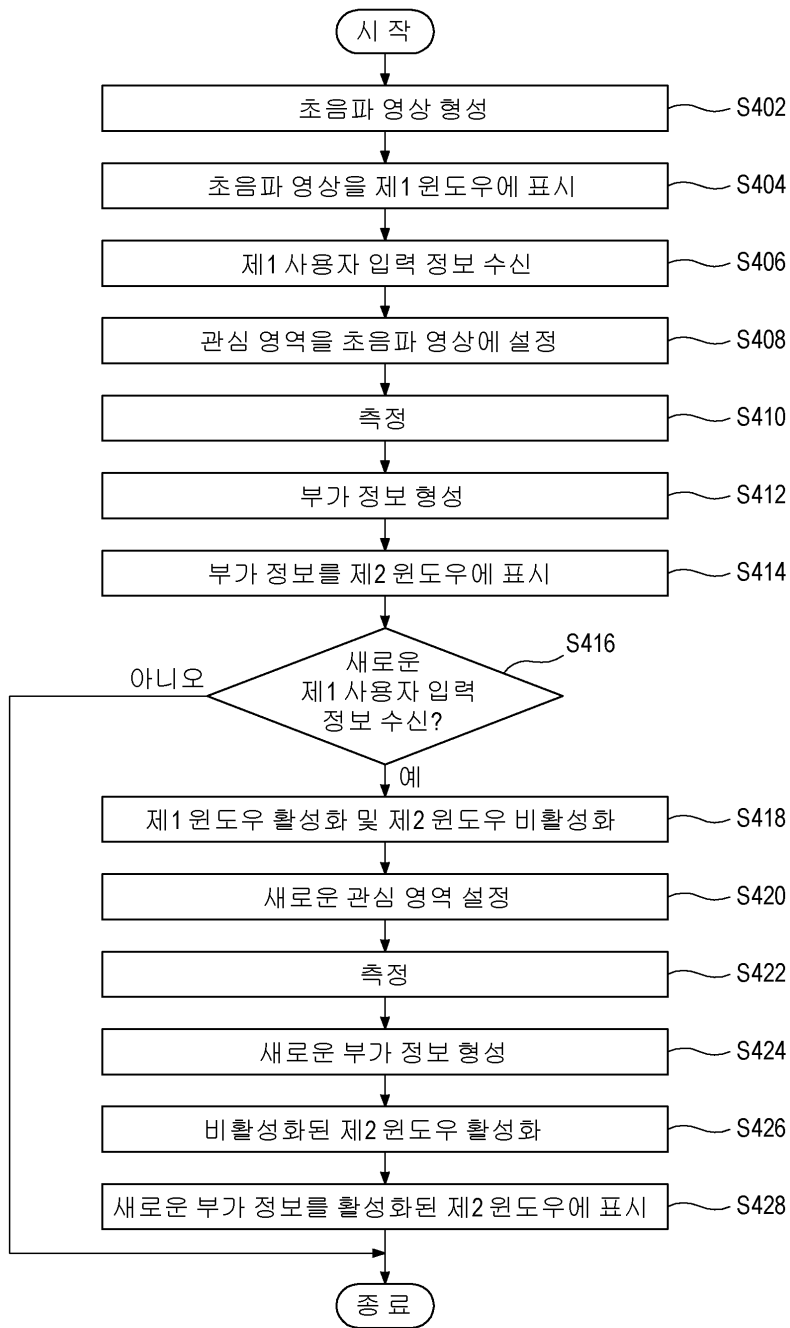 시 작
초음파 영상 형성
S402
초음파 영상을 제1 윈도우에 표시
S404
제1 사용자 입력 정보 수신
S406
관심 영역을 초음파 영상에 설정
S408
측정
S410
부가 정보 형성
S412
부가 정보를 제2 윈도우에 표시
S414
새로운
제1 사용자 입력
정보 수신?
S416
아니오
예
제1 윈도우 활성화 및 제2 윈도우 비활성화
S418
새로운 관심 영역 설정
S420
측정
S422
새로운 부가 정보 형성
S424
비활성화된 제2 윈도우 활성화
S426
새로운 부가 정보를 활성화된 제2 윈도우에 표시
S428
종 료